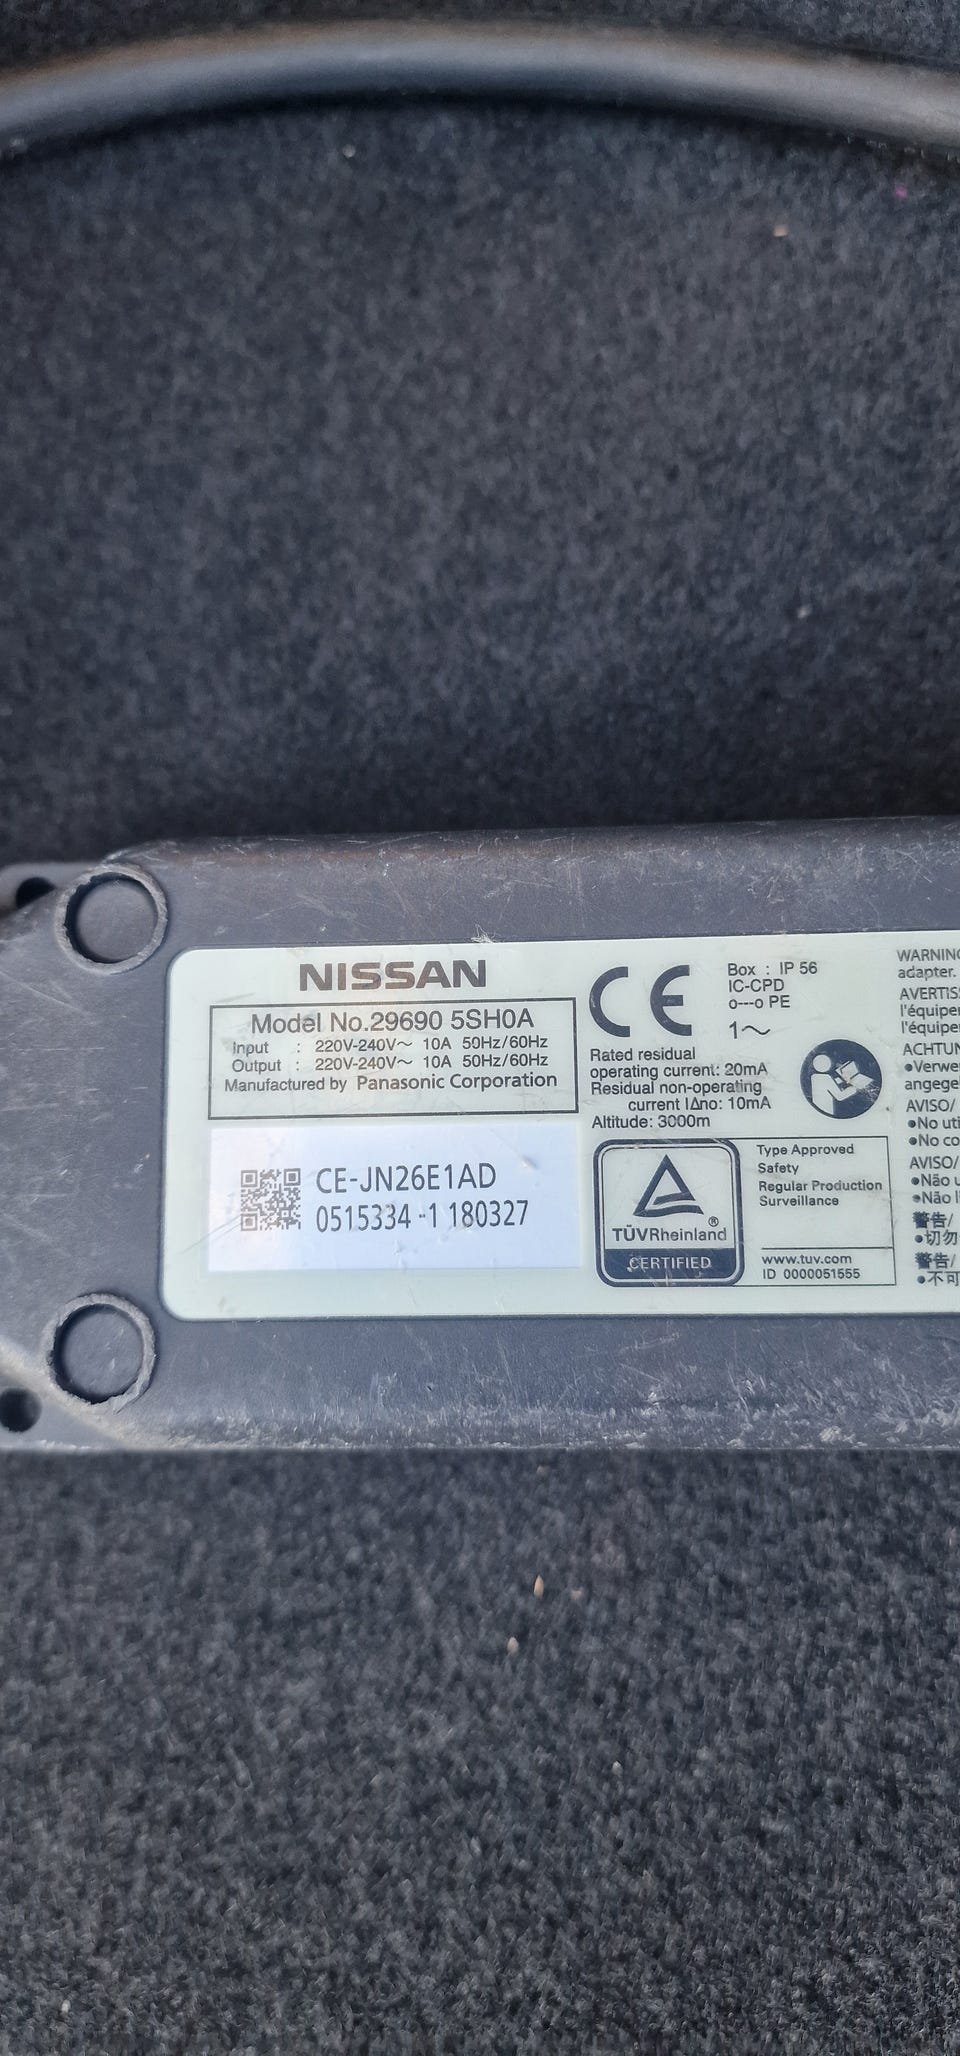 NISSAN
Model No.29690 5SH0A
Input : 220V-240V～ 10A 50Hz/60Hz
Output : 220V-240V～ 10A 50Hz/60Hz
Manufactured by Panasonic Corporation
CE-JN26E1AD
0515334 -1 180327
CE
Box : IP 56
IC-CPD
o---o PE
1～
Rated residual
operating current: 20mA
Residual non-operating
current IΔno: 10mA
Altitude: 3000m
TÜVRheinland®
CERTIFIED
Type Approved
Safety
Regular Production
Surveillance
www.tuv.com
ID 0000051555
WARNING
adapter.
AVERTIS
l'équipe
l'équipe
ACHTUN
•Verwe
angege
AVISO/
•No uti
•No co
AVISO/
•Não u
•Não l
警告/
•切勿
警告/
•不可